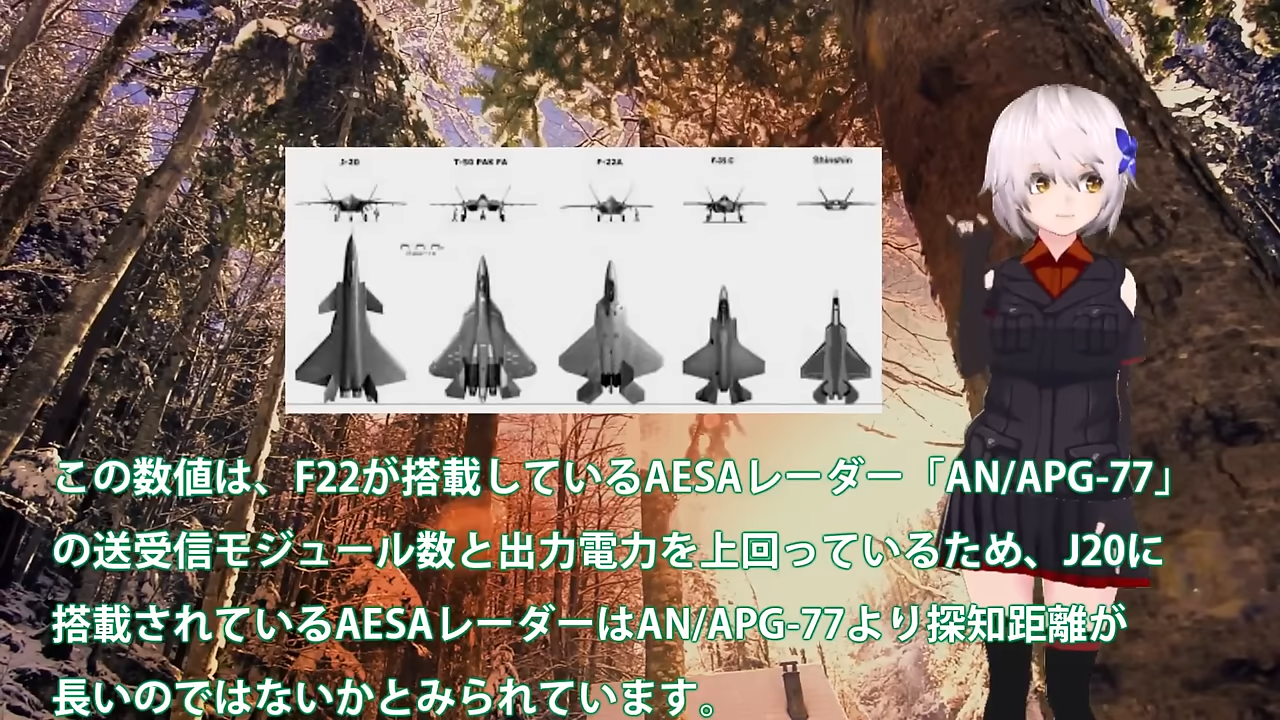 J-20 T-50 PAK FA F-22A F-35C Shinshin
この数値は、F22が搭載しているAESAレーダー「AN/APG-77」
の送受信モジュール数と出力電力を上回っているため、J20に
搭載されているAESAレーダーはAN/APG-77より探知距離が
長いのではないかとみられています。